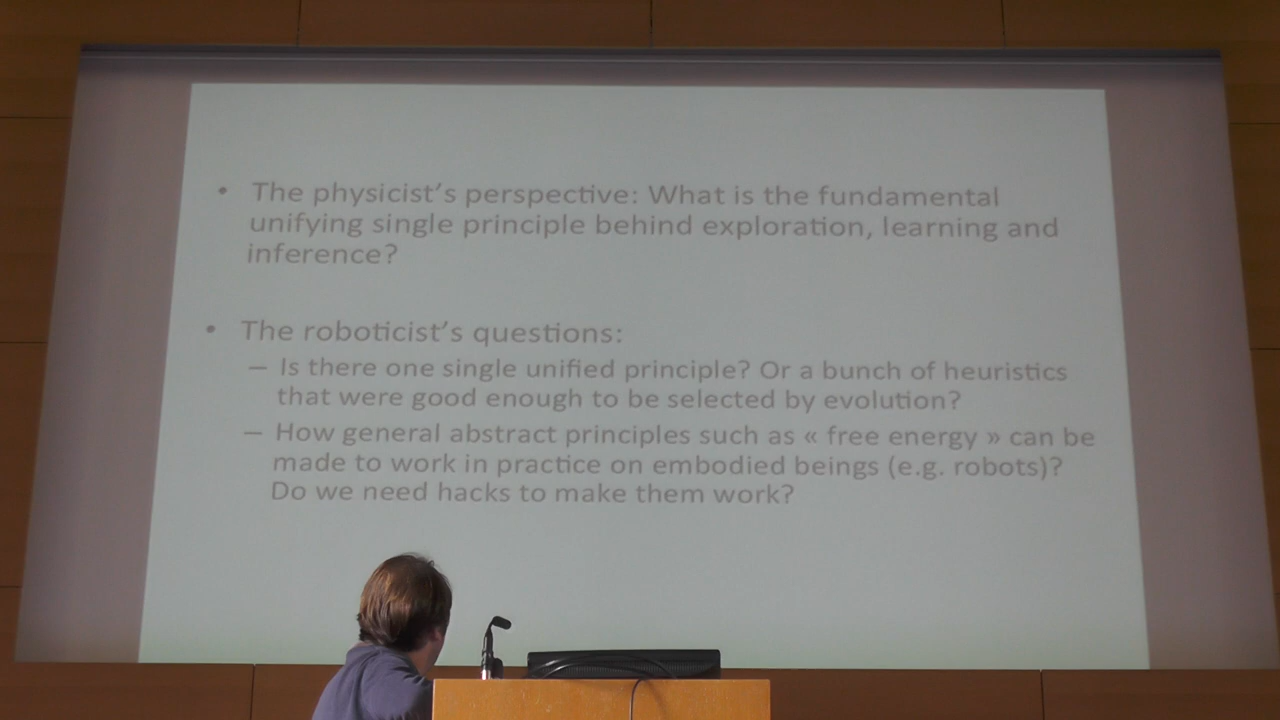 • The physicist's perspective: What is the fundamental
unifying single principle behind exploration, learning and
inference?
• The roboticist's questions:
– Is there one single unified principle? Or a bunch of heuristics
that were good enough to be selected by evolution?
– How general abstract principles such as « free energy » can be
made to work in practice on embodied beings (e.g. robots)?
Do we need hacks to make them work?